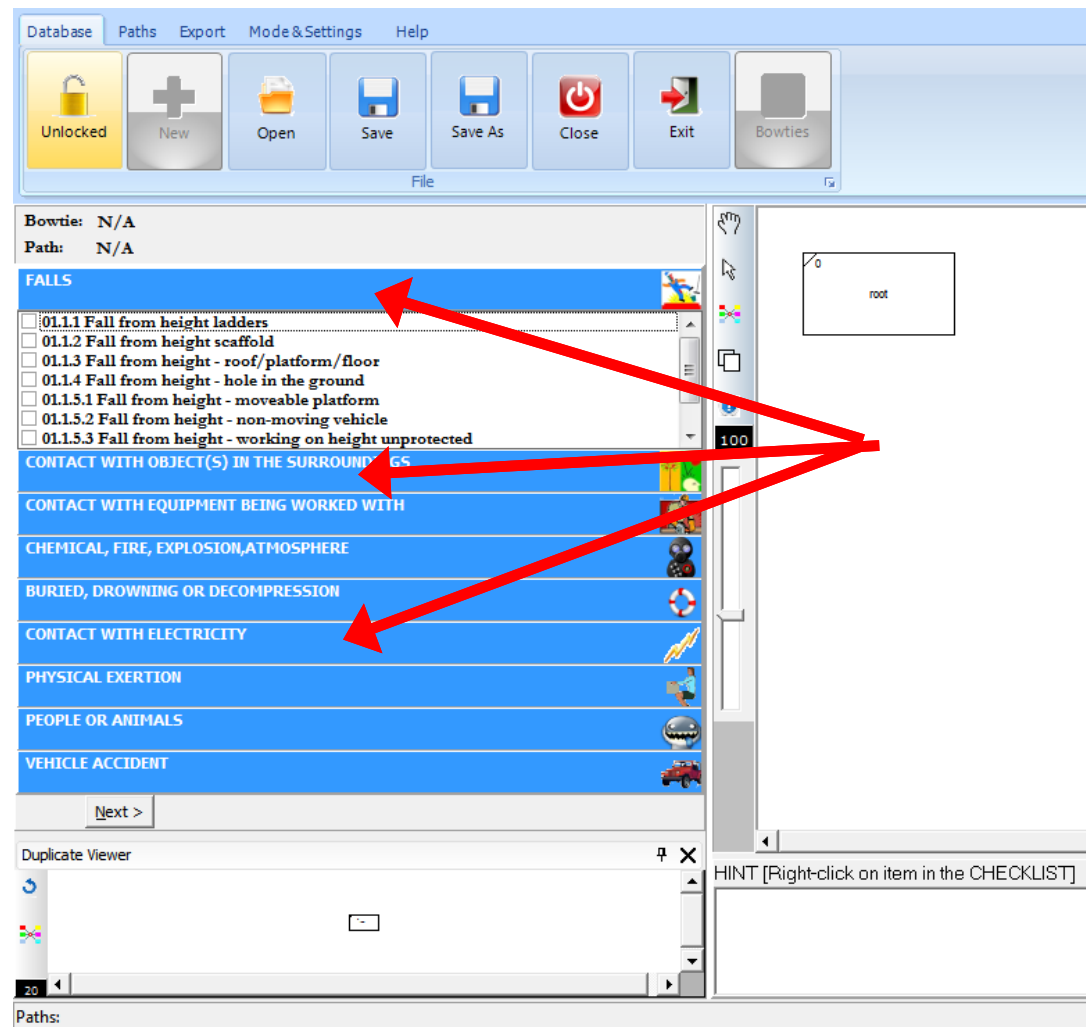 Database Paths Export Mode & Settings Help
Unlocked New Open Save Save As Close Exit Bowties
File
Bowtie: N/A
Path: N/A
FALLS
01.1.1 Fall from height ladders
01.1.2 Fall from height scaffold
01.1.3 Fall from height - roof/platform/floor
01.1.4 Fall from height - hole in the ground
01.1.5.1 Fall from height - moveable platform
01.1.5.2 Fall from height - non-moving vehicle
01.1.5.3 Fall from height - working on height unprotected
CONTACT WITH OBJECT(S) IN THE SURROUNDINGS
CONTACT WITH EQUIPMENT BEING WORKED WITH
CHEMICAL, FIRE, EXPLOSION,ATMOSPHERE
BURIED, DROWNING OR DECOMPRESSION
CONTACT WITH ELECTRICITY
PHYSICAL EXERTION
PEOPLE OR ANIMALS
VEHICLE ACCIDENT
Next >
Duplicate Viewer
20
Paths:
0
root
100
HINT [Right-click on item in the CHECKLIST]